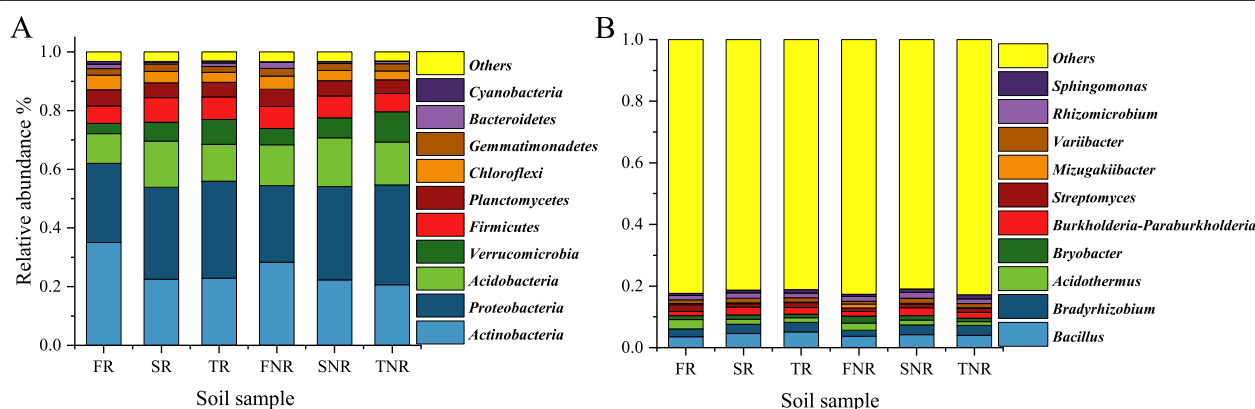 A
Relative abundance %
1.0
0.8
0.6
0.4
0.2
0.0
FR SR TR FNR SNR TNR
Soil sample
Others
Cyanobacteria
Bacteroidetes
Gemmatimonadetes
Chloroflexi
Planctomycetes
Firmicutes
Verrucomicrobia
Acidobacteria
Proteobacteria
Actinobacteria
B
1.0
0.8
0.6
0.4
0.2
0.0
FR SR TR FNR SNR TNR
Soil sample
Others
Sphingomonas
Rhizomicrobium
Variibacter
Mizugakiibacter
Streptomyces
Burkholderia-Paraburkholderia
Bryobacter
Acidothermus
Bradyrhizobium
Bacillus